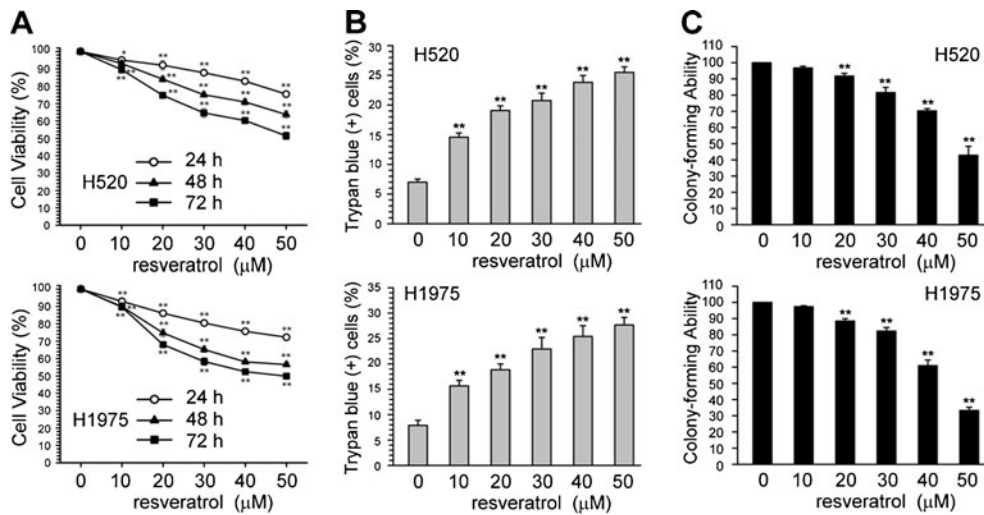 A
100
90
80
70
60
50
40
30
20
10
0
Cell Viability (%)
* ** ** ** **
** ** ** ** **
** ** ** ** **
24 h
H520 48 h
72 h
0 10 20 30 40 50
resveratrol (μM)
100
90
80
70
60
50
40
30
20
10
0
Cell Viability (%)
** ** ** ** **
** ** ** ** **
** ** ** ** **
24 h
H1975 48 h
72 h
0 10 20 30 40 50
resveratrol (μM)
B
H520
30
25
20
15
10
5
0
Trypan blue (+) cells (%)
** ** ** ** **
0 10 20 30 40 50
resveratrol (μM)
H1975
35
30
25
20
15
10
5
0
Trypan blue (+) cells (%)
** ** ** ** **
0 10 20 30 40 50
resveratrol (μM)
C
H520
110
100
90
80
70
60
50
40
30
20
10
0
Colony-forming Ability
** ** ** **
0 10 20 30 40 50
resveratrol (μM)
H1975
110
100
90
80
70
60
50
40
30
20
10
0
Colony-forming Ability
** ** ** **
0 10 20 30 40 50
resveratrol (μM)